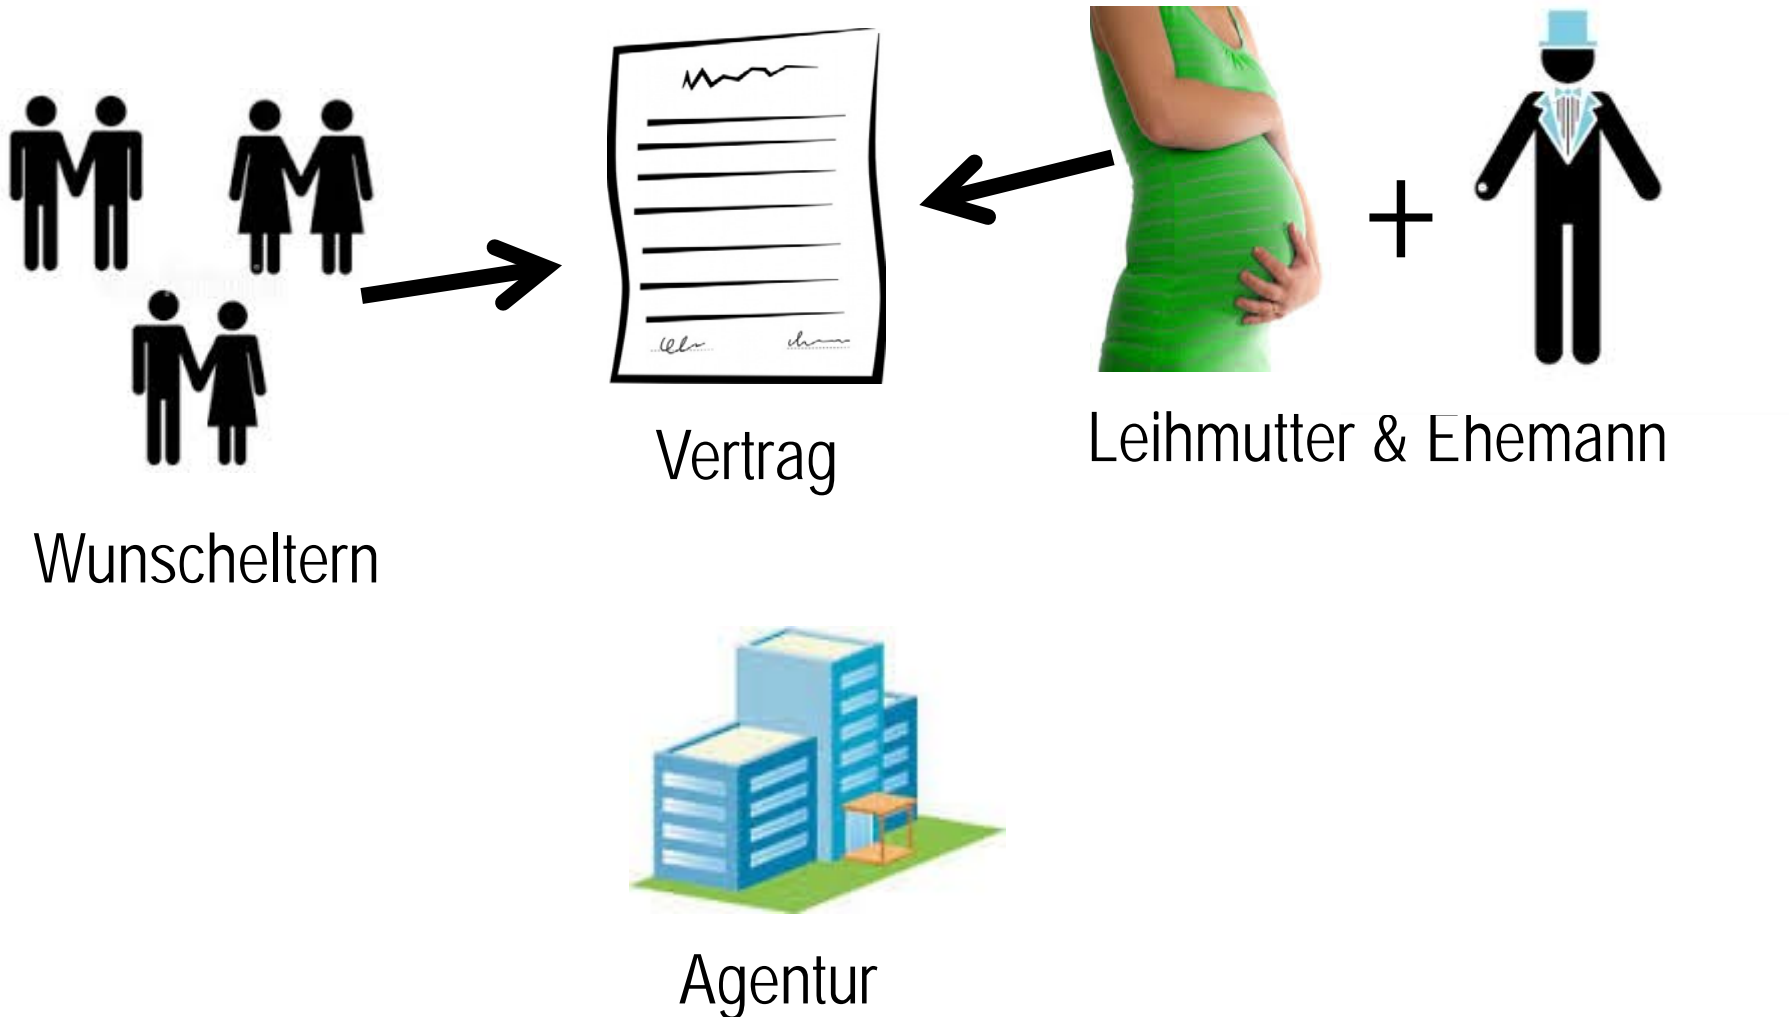 Wunscheltern
Vertrag
Leihmutter & Ehemann
Agentur